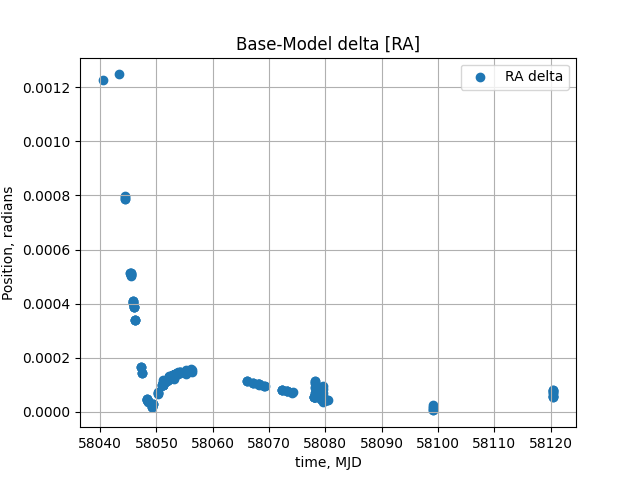 Base-Model delta [RA]
RA delta
0.0012
0.0010
0.0008
0.0006
0.0004
0.0002
0.0000
Position, radians
58040 58050 58060 58070 58080 58090 58100 58110 58120
time, MJD